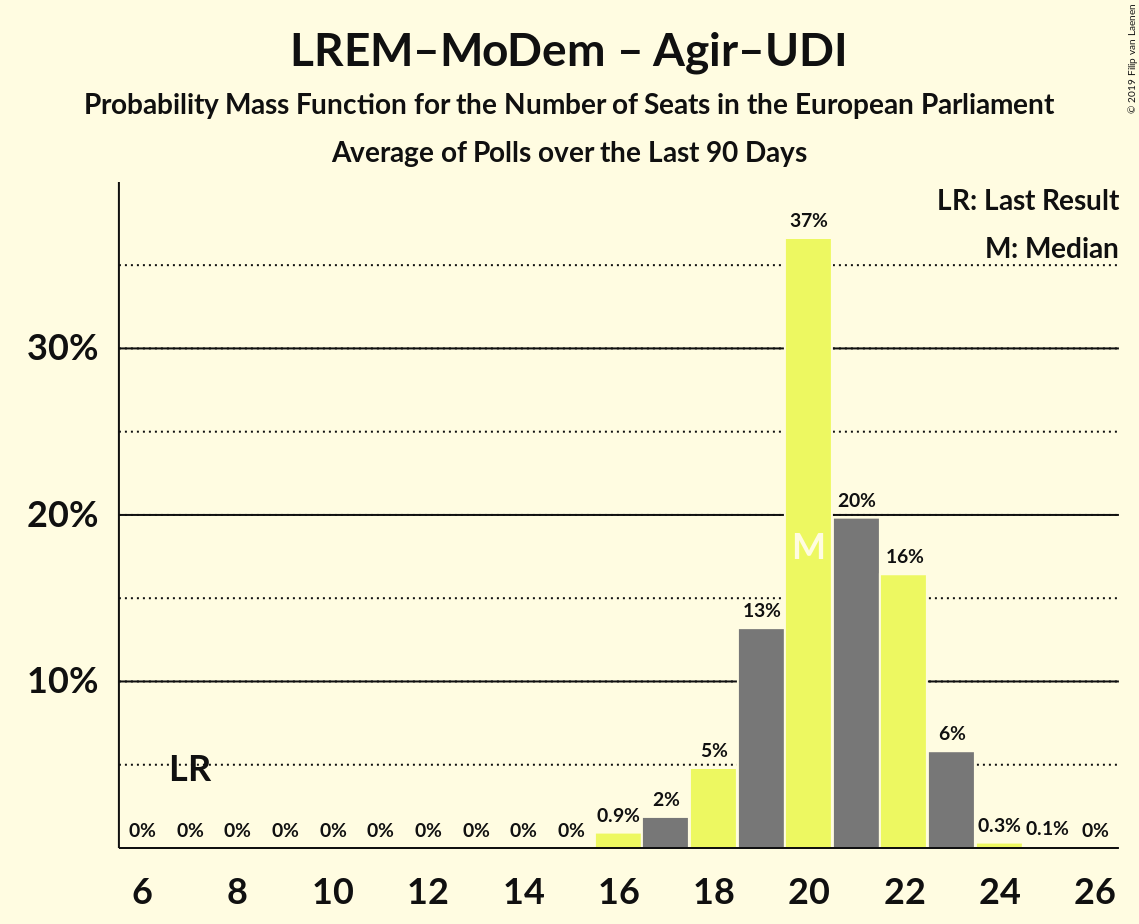 LREM–MoDem – Agir–UDI
Probability Mass Function for the Number of Seats in the European Parliament
Average of Polls over the Last 90 Days
© 2019 Filip van Laenen
LR: Last Result
M: Median
37%
30%
20%
20%
M
16%
13%
10%
6%
5%
LR
2%
0% 0% 0% 0% 0% 0% 0% 0% 0% 0% 0.9% 0.3% 0.1% 0%
6 8 10 12 14 16 18 20 22 24 26